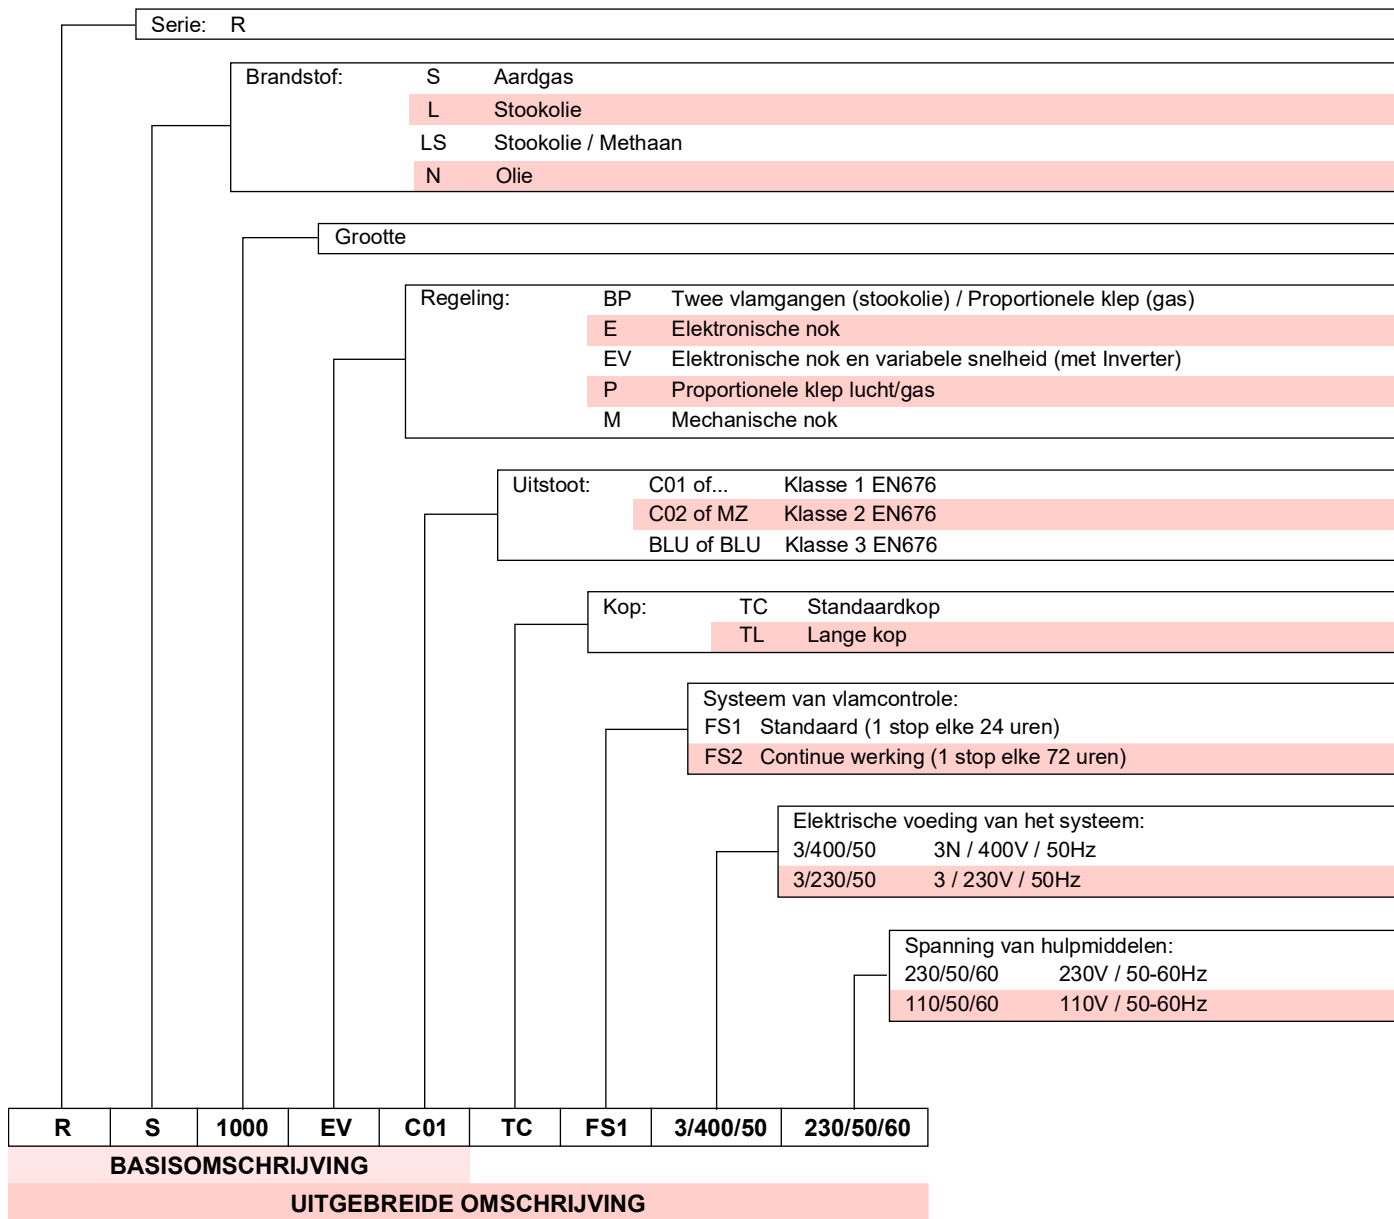 Serie: R
Brandstof: S Aardgas
L Stookolie
LS Stookolie / Methaan
N Olie
Grootte
Regeling: BP Twee vlamgangen (stookolie) / Proportionele klep (gas)
E Elektronische nok
EV Elektronische nok en variabele snelheid (met Inverter)
P Proportionele klep lucht/gas
M Mechanische nok
Uitstoot: C01 of... Klasse 1 EN676
C02 of MZ Klasse 2 EN676
BLU of BLU Klasse 3 EN676
Kop: TC Standaardkop
TL Lange kop
Systeem van vlamcontrole:
FS1 Standaard (1 stop elke 24 uren)
FS2 Continue werking (1 stop elke 72 uren)
Elektrische voeding van het systeem:
3/400/50 3N / 400V / 50Hz
3/230/50 3 / 230V / 50Hz
Spanning van hulpmiddelen:
230/50/60 230V / 50-60Hz
110/50/60 110V / 50-60Hz
R S 1000 EV C01 TC FS1 3/400/50 230/50/60
BASISOMSCHRIJVING
UITGEBREIDE OMSCHRIJVING